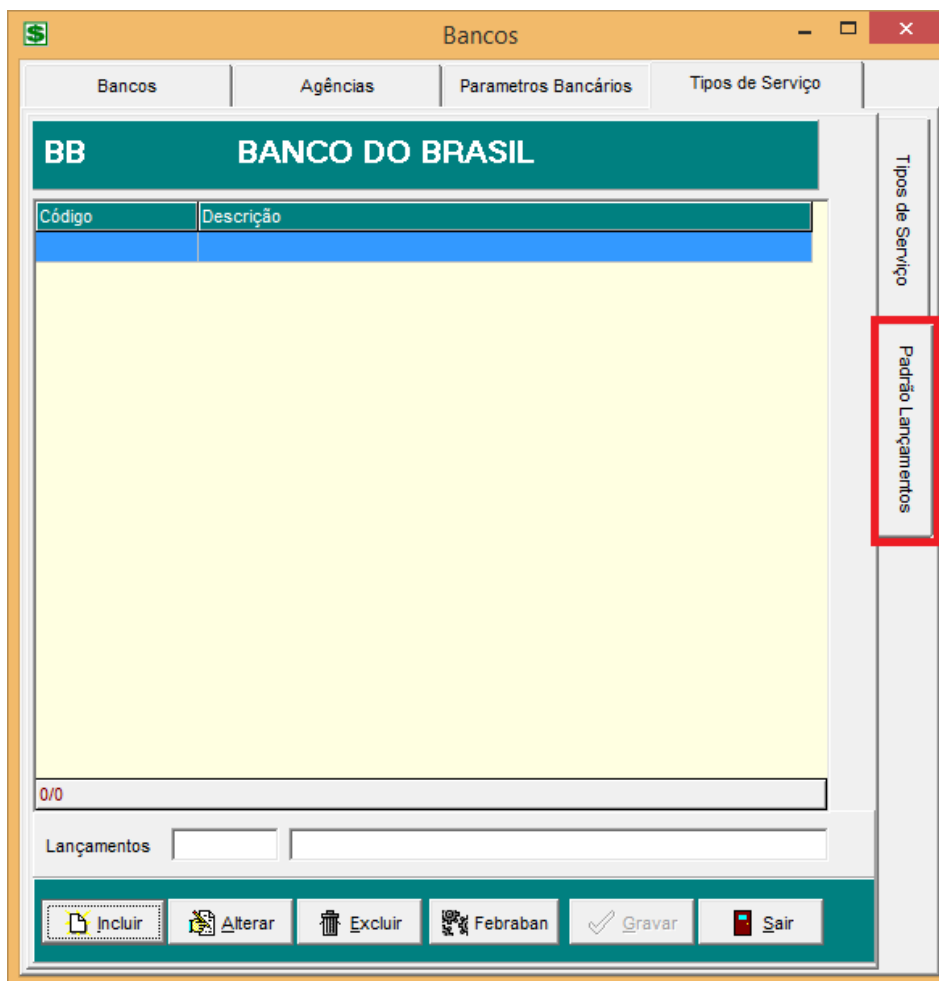 Bancos
Bancos Agências Parametros Bancários Tipos de Serviço
BB BANCO DO BRASIL
Código Descrição
0/0
Lançamentos
Incluir Alterar Excluir Febraban Gravar Sair
Tipos de Serviço
Padrão Lançamentos